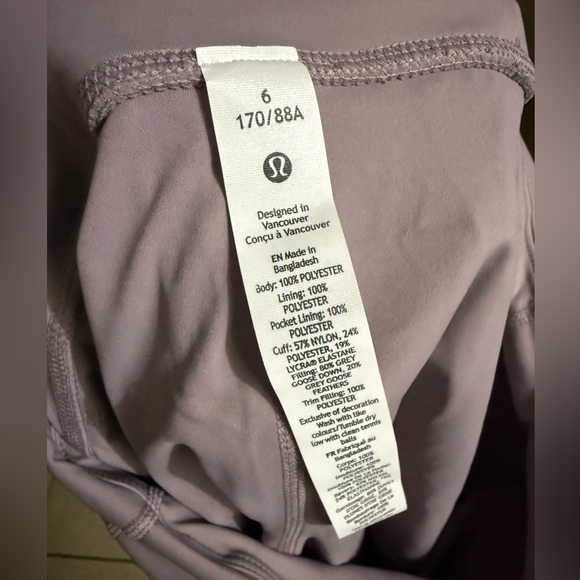 6
170/88A
Designed in
Vancouver
Conçu à Vancouver
EN Made in
Bangladesh
Body: 100% POLYESTER
Lining: 100%
POLYESTER
Pocket Lining: 100%
POLYESTER
Cuff: 57% NYLON, 24%
POLYESTER, 19%
LYCRA® ELASTANE
Filling: 80% GREY
GOOSE DOWN, 20%
GREY GOOSE
FEATHERS
Trim Filling: 100%
POLYESTER
Exclusive of decoration
Wash with like
colours/Tumble dry
low with clean tennis
balls
FR Fabriqué au
Bangladesh
Corps: 100%
POLYESTER